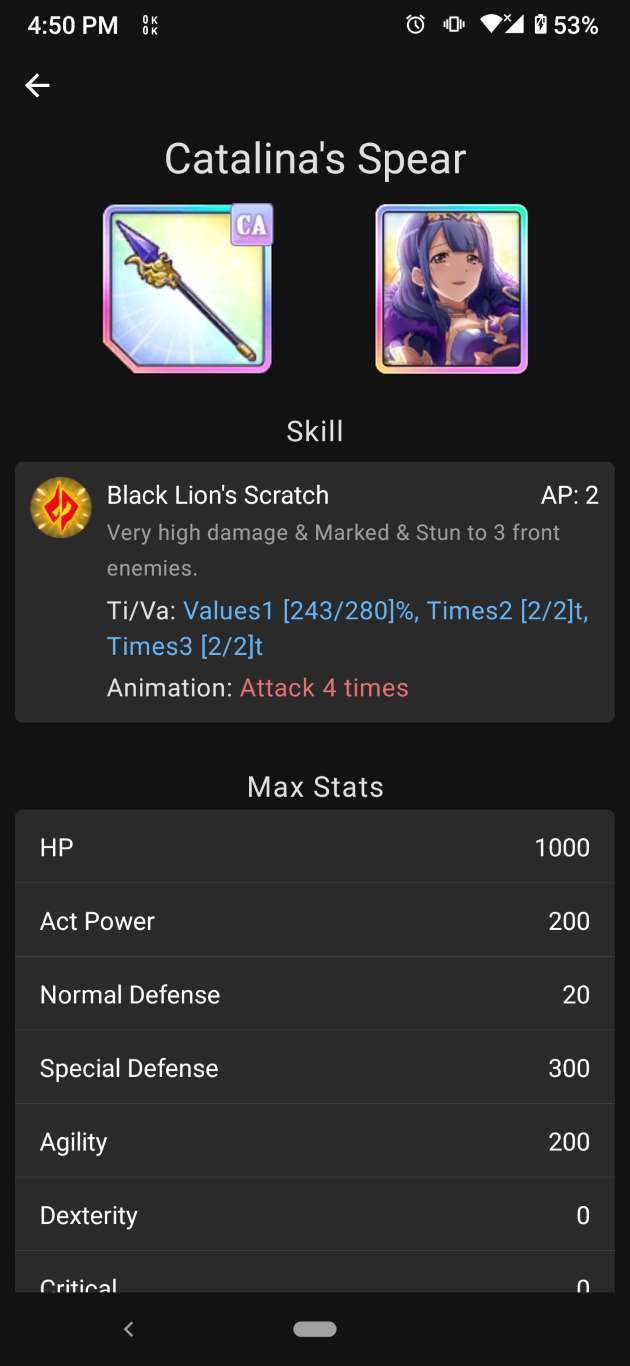 4:50 PM 0 K 0 K 53%
Catalina's Spear
CA
Skill
Black Lion's Scratch AP: 2
Very high damage & Marked & Stun to 3 front
enemies.
Ti/Va: Values1 [243/280]%, Times2 [2/2]t,
Times3 [2/2]t
Animation: Attack 4 times
Max Stats
HP 1000
Act Power 200
Normal Defense 20
Special Defense 300
Agility 200
Dexterity 0
Critical 0